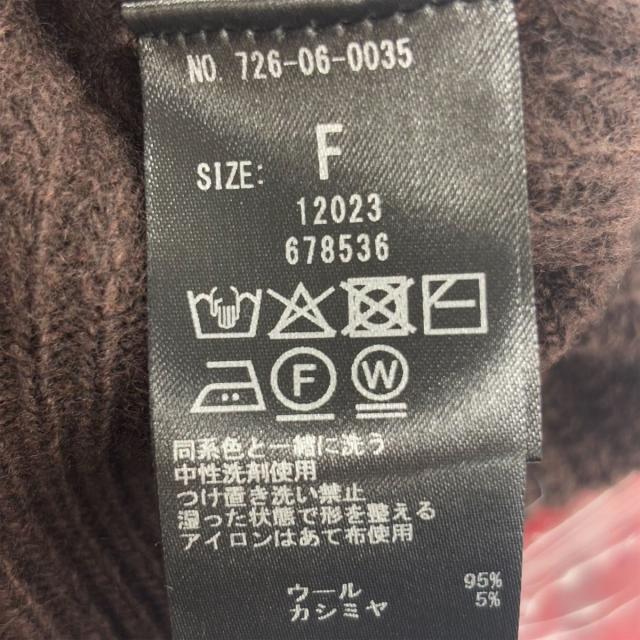 NO. 726-06-0035
SIZE: F
12023
678536
F W
同系色と一緒に洗う
中性洗剤使用
つけ置き洗い禁止
湿った状態で形を整える
アイロンはあて布使用
ウール 95%
カシミヤ 5%